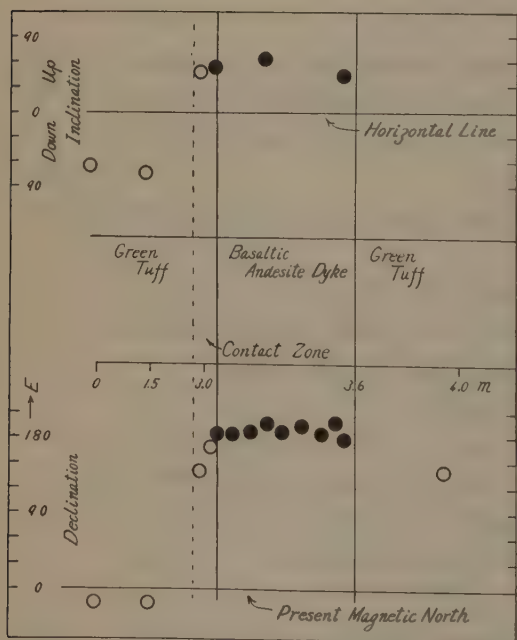 90
Up
Down
0
Inclination
90
Horizontal Line
Green
Tuff
Basaltic
Andesite Dyke
Green
Tuff
Contact Zone
0 1.5 3.0 3.6 4.0 m
→E
180
90
0
Declination
Present Magnetic North